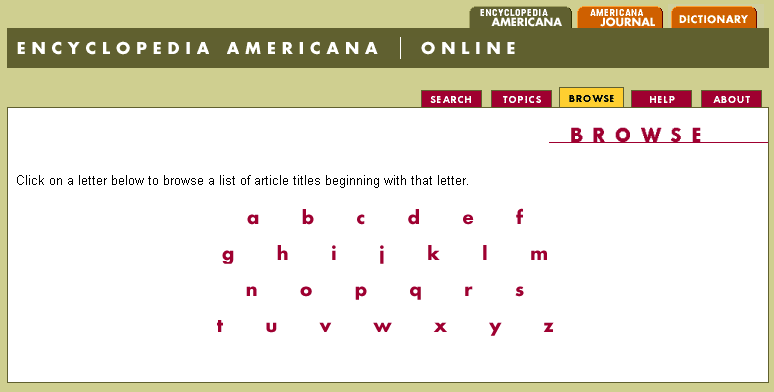 ENCYCLOPEDIA
AMERICANA
AMERICANA
JOURNAL
DICTIONARY
ENCYCLOPEDIA AMERICANA | ONLINE
SEARCH TOPICS BROWSE HELP ABOUT
BROWSE
Click on a letter below to browse a list of article titles beginning with that letter.
a b c d e f
g h i j k l m
n o p q r s
t u v w x y z